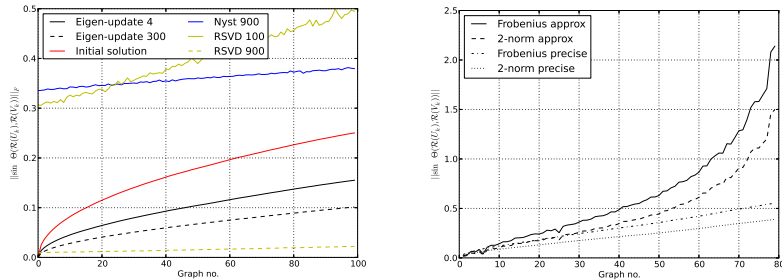 Eigen-update 4
Eigen-update 300
Initial solution
Nyst 900
RSVD 100
RSVD 900
||sin Θ(R(U_k),R(V_k))||_F
0.5
0.4
0.3
0.2
0.1
0.0
0 20 40 60 80 100
Graph no.
Frobenius approx
2-norm approx
Frobenius precise
2-norm precise
||sin Θ(R(U_k),R(V_k))||
2.5
2.0
1.5
1.0
0.5
0.0
0 10 20 30 40 50 60 70 80
Graph no.